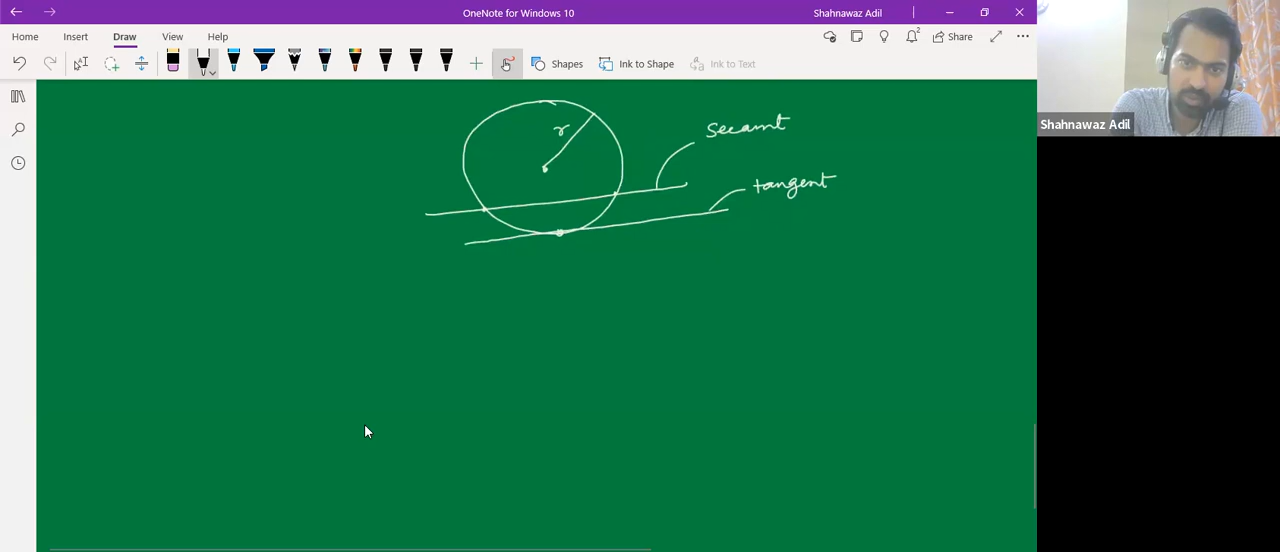 OneNote for Windows 10
Shahnawaz Adil
Home Insert Draw View Help
2
Share
Shapes
Ink to Shape
Ink to Text
Shahnawaz Adil
r
Secant
tangent